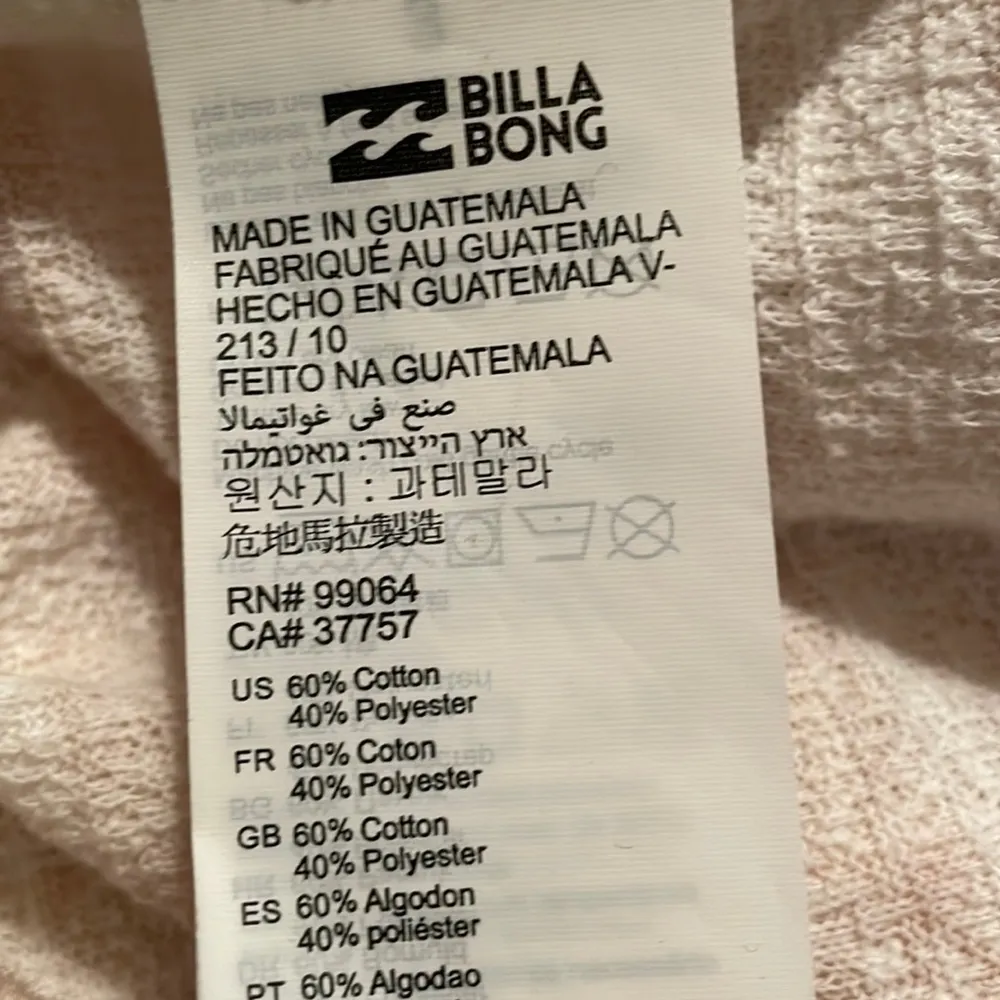 BILLA
BONG
MADE IN GUATEMALA
FABRIQUÉ AU GUATEMALA
HECHO EN GUATEMALA V-
213 / 10
FEITO NA GUATEMALA
صنع في غواتيمالا
ארץ הייצור: גואטמלה
원산지 : 과테말라
危地馬拉製造
RN# 99064
CA# 37757
US 60% Cotton
40% Polyester
FR 60% Coton
40% Polyester
GB 60% Cotton
40% Polyester
ES 60% Algodon
40% poliéster
PT 60% Algodao